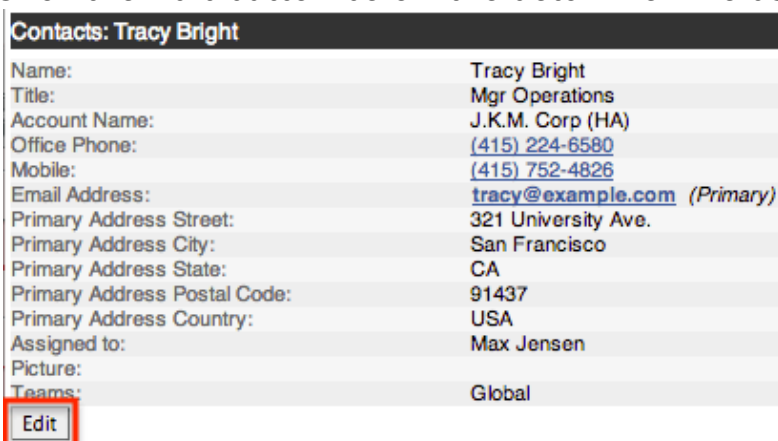 Contacts: Tracy Bright
Name: Tracy Bright
Title: Mgr Operations
Account Name: J.K.M. Corp (HA)
Office Phone: (415) 224-6580
Mobile: (415) 752-4826
Email Address: tracy@example.com (Primary)
Primary Address Street: 321 University Ave.
Primary Address City: San Francisco
Primary Address State: CA
Primary Address Postal Code: 91437
Primary Address Country: USA
Assigned to: Max Jensen
Picture:
Teams: Global
Edit